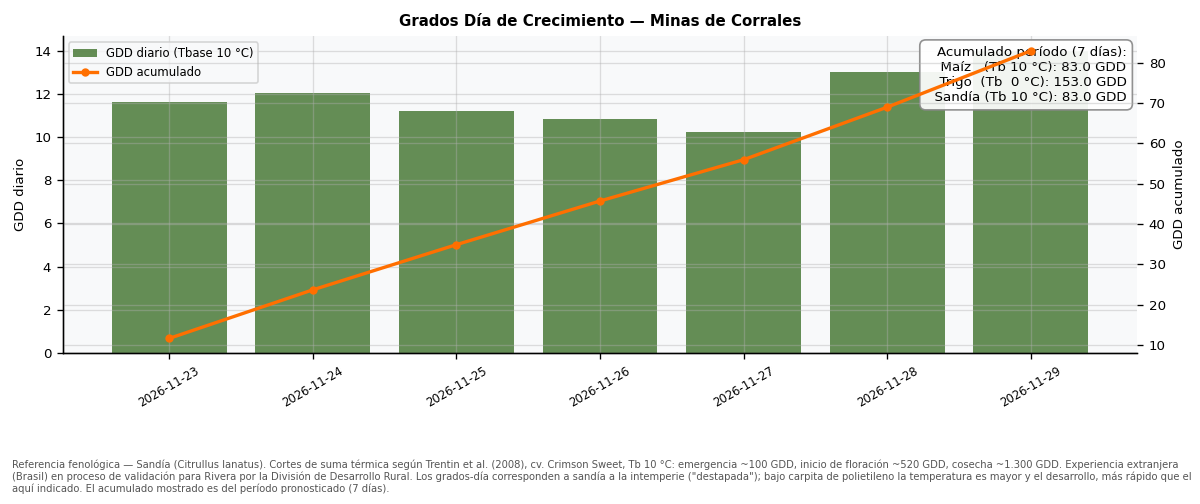 Grados Día de Crecimiento — Minas de Corrales
GDD diario (Tbase 10 °C)
GDD acumulado
Acumulado período (7 días):
Maíz (Tb 10 °C): 83.0 GDD
Trigo (Tb 0 °C): 153.0 GDD
Sandía (Tb 10 °C): 83.0 GDD
GDD diario
14
12
10
8
6
4
2
0
GDD acumulado
80
70
60
50
40
30
20
10
2026-11-23
2026-11-24
2026-11-25
2026-11-26
2026-11-27
2026-11-28
2026-11-29
Referencia fenológica — Sandía (Citrullus lanatus). Cortes de suma térmica según Trentin et al. (2008), cv. Crimson Sweet, Tb 10 °C: emergencia ~100 GDD, inicio de floración ~520 GDD, cosecha ~1.300 GDD. Experiencia extranjera
(Brasil) en proceso de validación para Rivera por la División de Desarrollo Rural. Los grados-día corresponden a sandía a la intemperie ("destapada"); bajo carpita de polietileno la temperatura es mayor y el desarrollo, más rápido que el
aquí indicado. El acumulado mostrado es del período pronosticado (7 días).